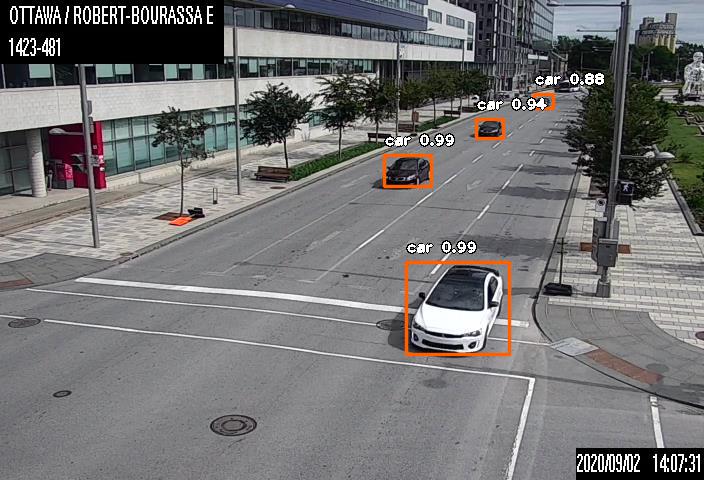 OTTAWA / ROBERT-BOURASSA E
1423-481
car 0.88
car 0.94
car 0.99
car 0.99
2020/09/02 14:07:31